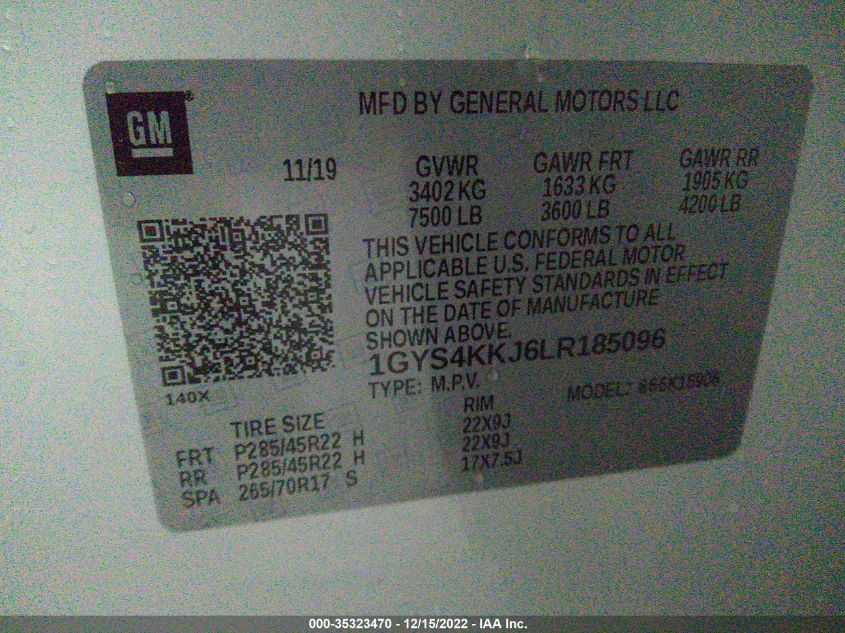 MFD BY GENERAL MOTORS LLC
GM®
11/19
GVWR GAWR FRT GAWR RR
3402 KG 1633 KG 1905 KG
7500 LB 3600 LB 4200 LB
THIS VEHICLE CONFORMS TO ALL
APPLICABLE U.S. FEDERAL MOTOR
VEHICLE SAFETY STANDARDS IN EFFECT
ON THE DATE OF MANUFACTURE
SHOWN ABOVE.
1GYS4KKJ6LR185096
140X
TYPE: M.P.V. MODEL:
TIRE SIZE RIM
FRT P285/45R22 H 22X9J
RR P285/45R22 H 22X9J
SPA 265/70R17 S 17X7.5J
000-35323470 - 12/15/2022 - IAA Inc.